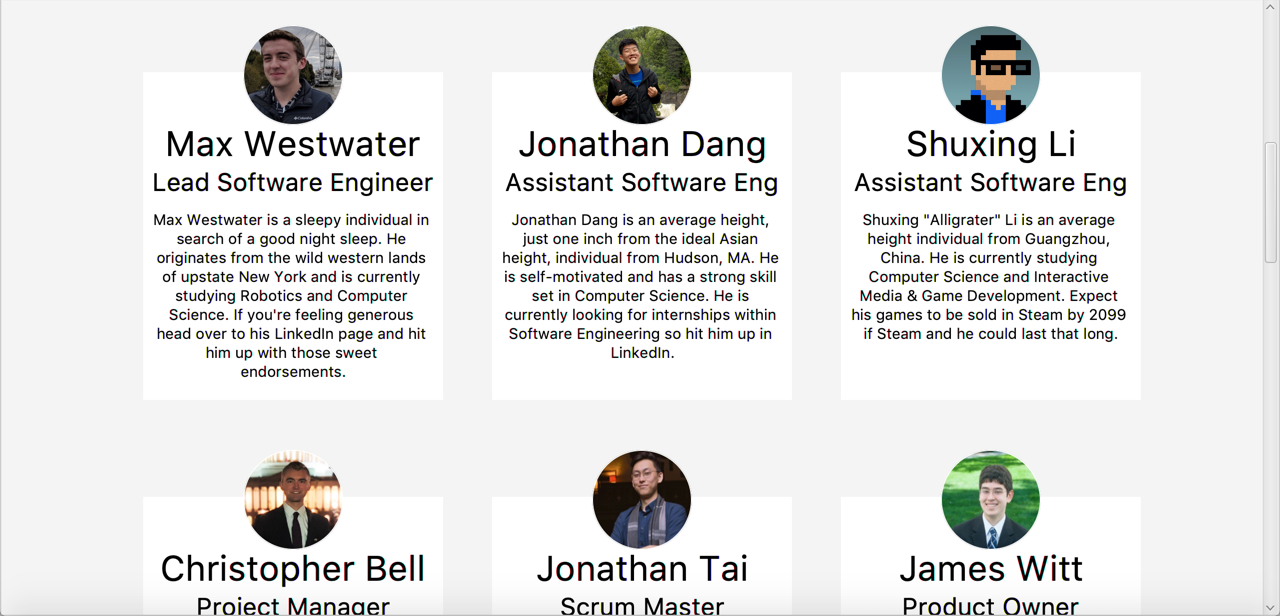 Max Westwater
Lead Software Engineer
Max Westwater is a sleepy individual in
search of a good night sleep. He
originates from the wild western lands
of upstate New York and is currently
studying Robotics and Computer
Science. If you're feeling generous
head over to his LinkedIn page and hit
him up with those sweet
endorsements.
Jonathan Dang
Assistant Software Eng
Jonathan Dang is an average height,
just one inch from the ideal Asian
height, individual from Hudson, MA. He
is self-motivated and has a strong skill
set in Computer Science. He is
currently looking for internships within
Software Engineering so hit him up in
LinkedIn.
Shuxing Li
Assistant Software Eng
Shuxing "Alligrater" Li is an average
height individual from Guangzhou,
China. He is currently studying
Computer Science and Interactive
Media & Game Development. Expect
his games to be sold in Steam by 2099
if Steam and he could last that long.
Christopher Bell
Project Manager
Jonathan Tai
Scrum Master
James Witt
Product Owner